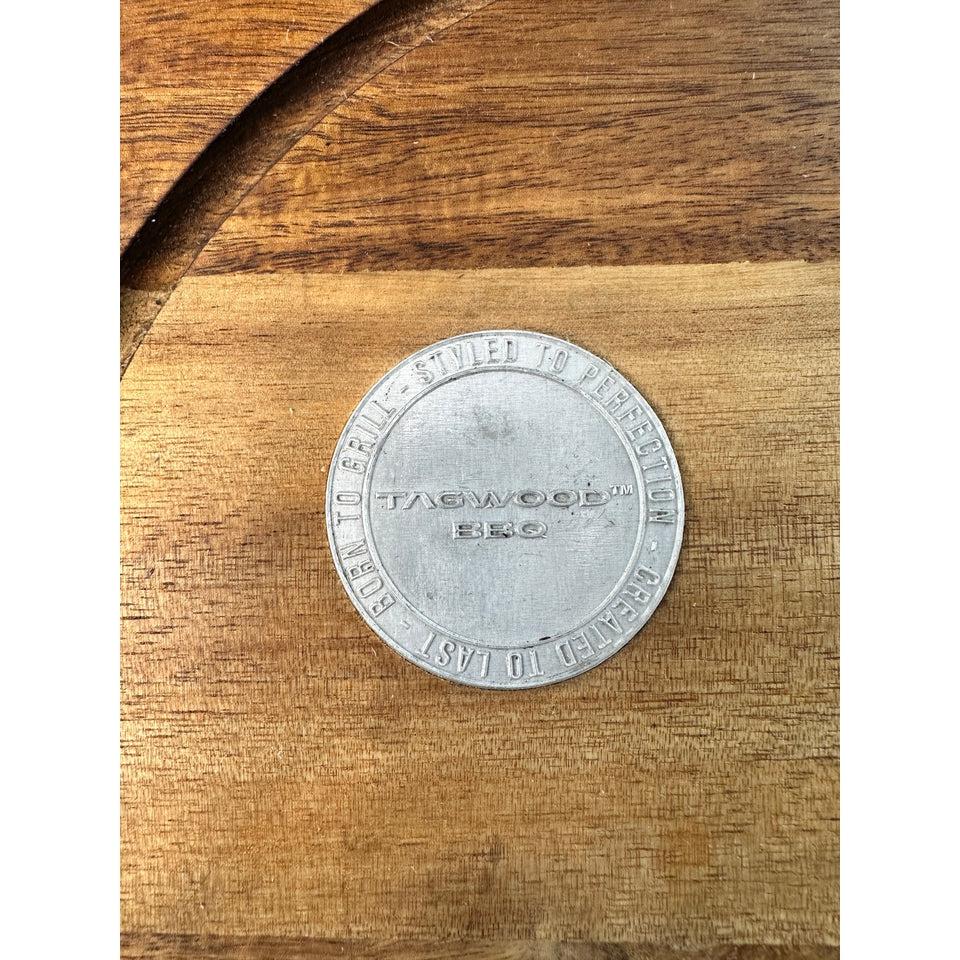 BORN TO GRILL - STYLED TO PERFECTION - CREATED TO LAST -
TAGWOOD™
BBQ